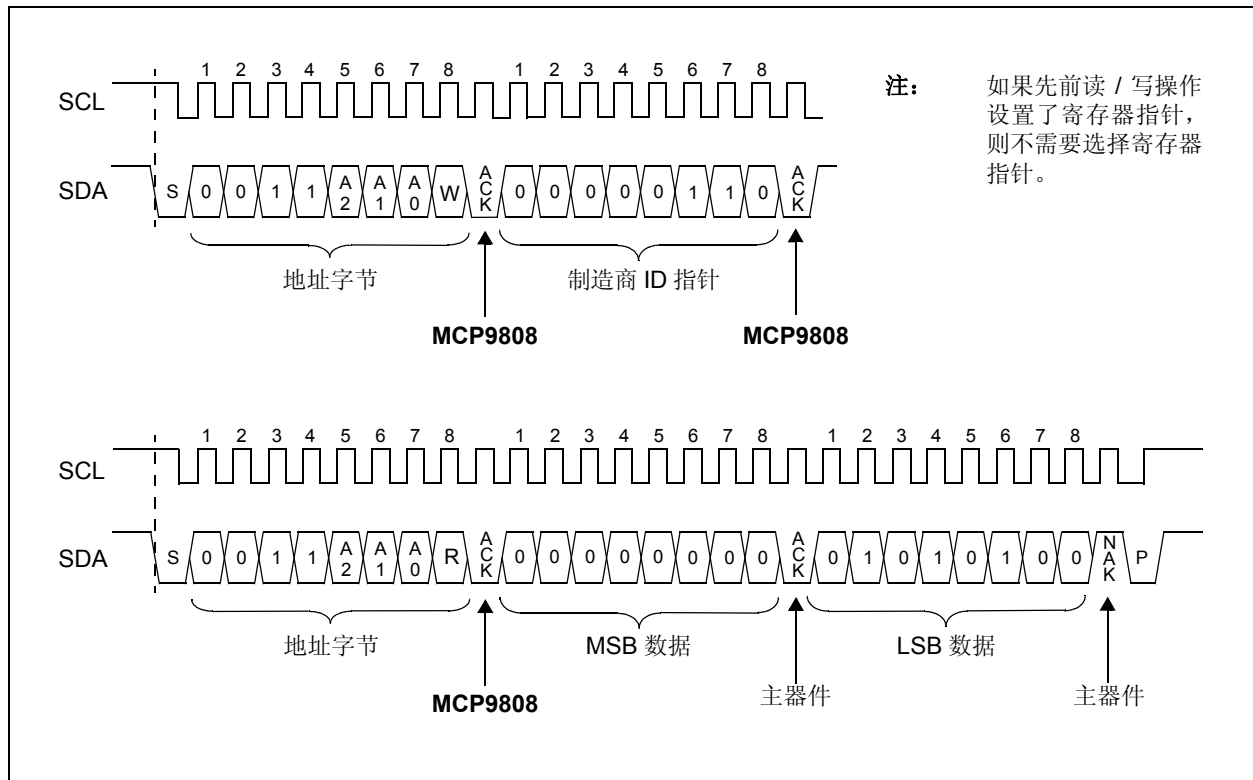 1 2 3 4 5 6 7 8 1 2 3 4 5 6 7 8
SCL
SDA
S 0 0 1 1 A2 A1 A0 W ACK 0 0 0 0 0 1 1 0 ACK
地址字节
制造商 ID 指针
MCP9808
MCP9808
注：
如果先前读 / 写操作
设置了寄存器指针，
则不需要选择寄存器
指针。
1 2 3 4 5 6 7 8 1 2 3 4 5 6 7 8 1 2 3 4 5 6 7 8
SCL
SDA
S 0 0 1 1 A2 A1 A0 R ACK 0 0 0 0 0 0 0 0 ACK 0 1 0 1 0 1 0 0 NAK P
地址字节
MSB 数据
LSB 数据
MCP9808
主器件
主器件